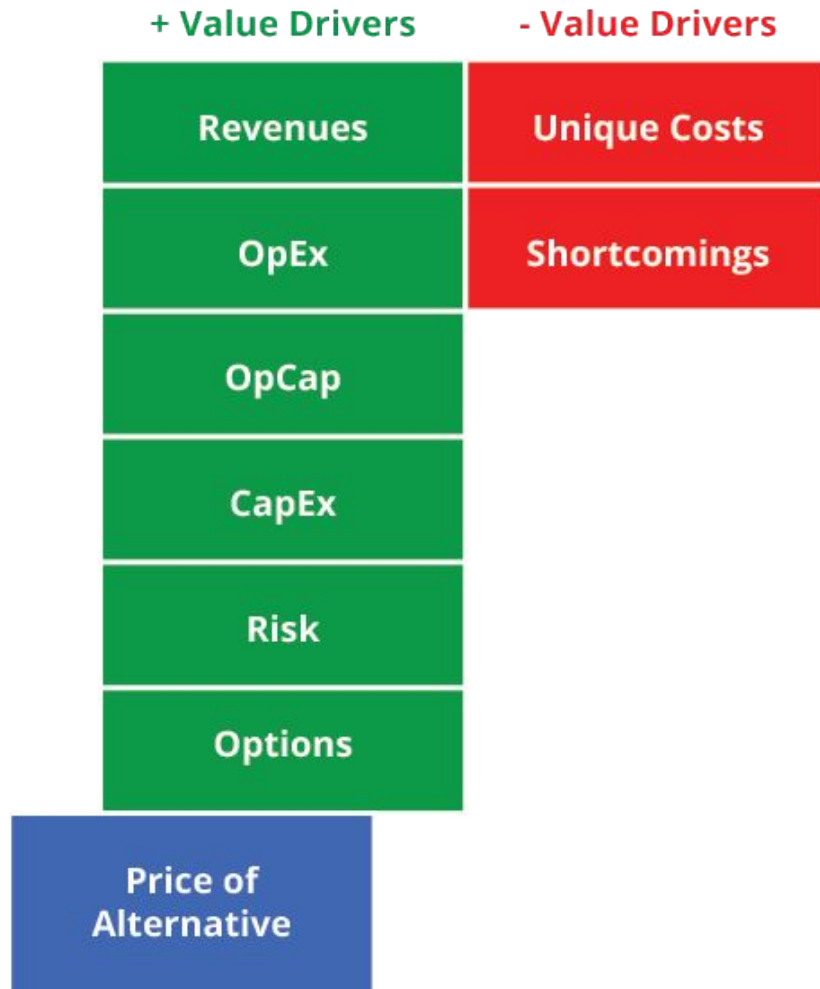 + Value Drivers
- Value Drivers
Revenues
Unique Costs
OpEx
Shortcomings
OpCap
CapEx
Risk
Options
Price of
Alternative